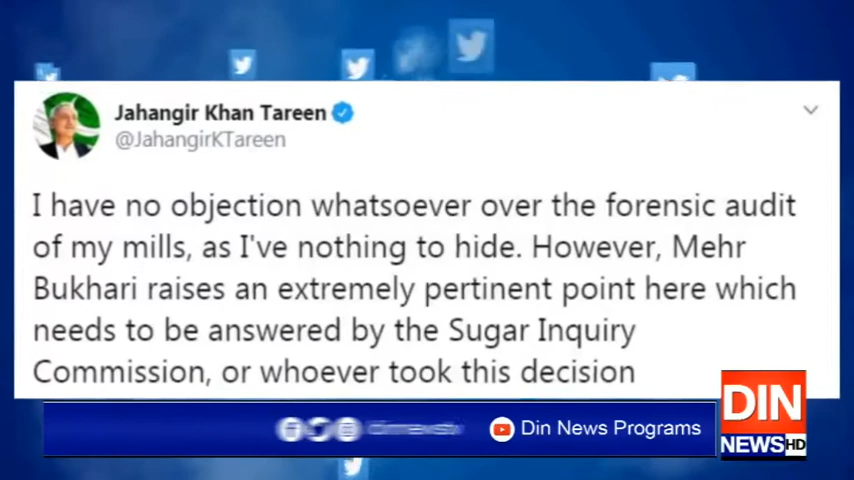 Jahangir Khan Tareen
@JahangirKTareen
I have no objection whatsoever over the forensic audit
of my mills, as I've nothing to hide. However, Mehr
Bukhari raises an extremely pertinent point here which
needs to be answered by the Sugar Inquiry
Commission, or whoever took this decision
Din News Programs
DIN
NEWS HD